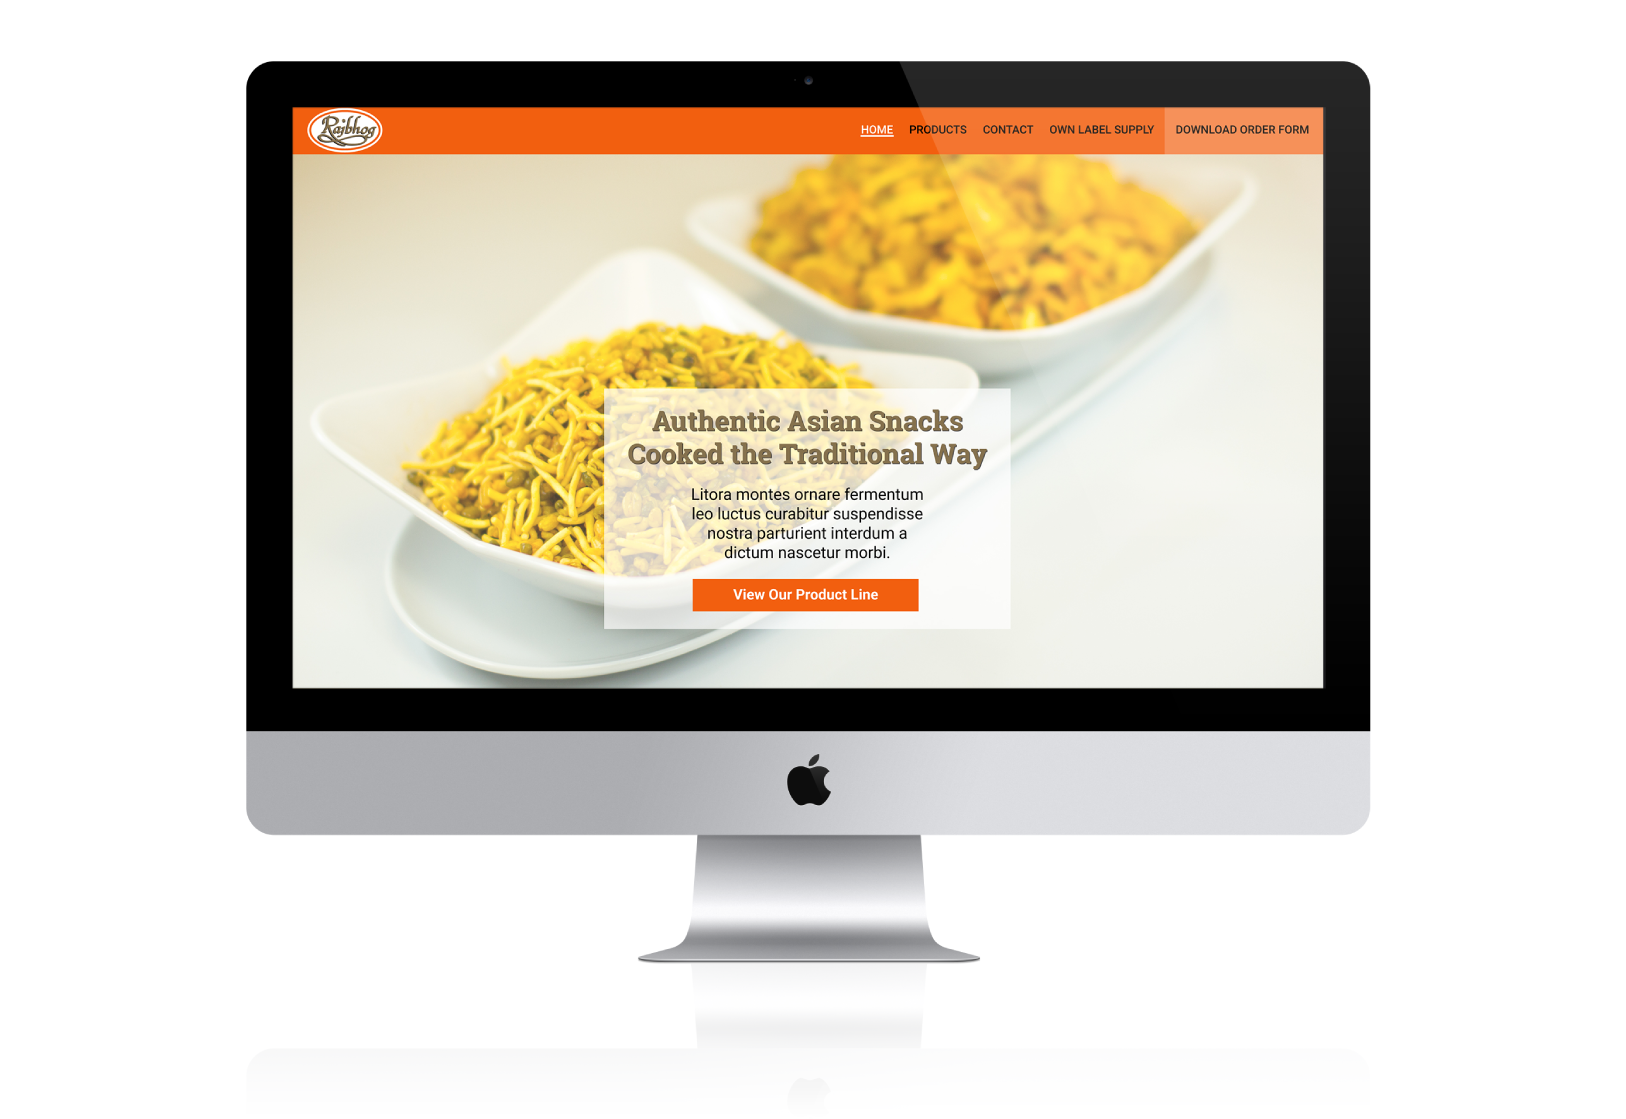 Rajbhog
HOME PRODUCTS CONTACT OWN LABEL SUPPLY DOWNLOAD ORDER FORM
Authentic Asian Snacks
Cooked the Traditional Way
Litora montes ornare fermentum
leo luctus curabitur suspendisse
nostra parturient interdum a
dictum nascetur morbi.
View Our Product Line